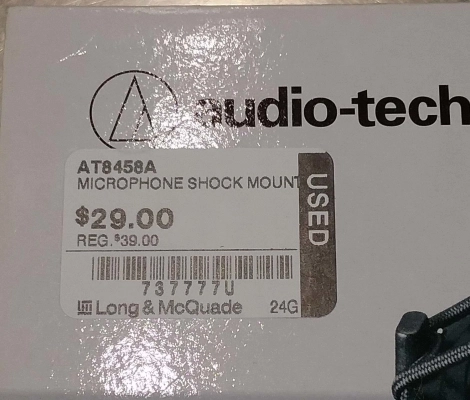 audio-tech
AT8458A
MICROPHONE SHOCK MOUNT
USED
$29.00
REG. $39.00
737777U
Long & McQuade 24G